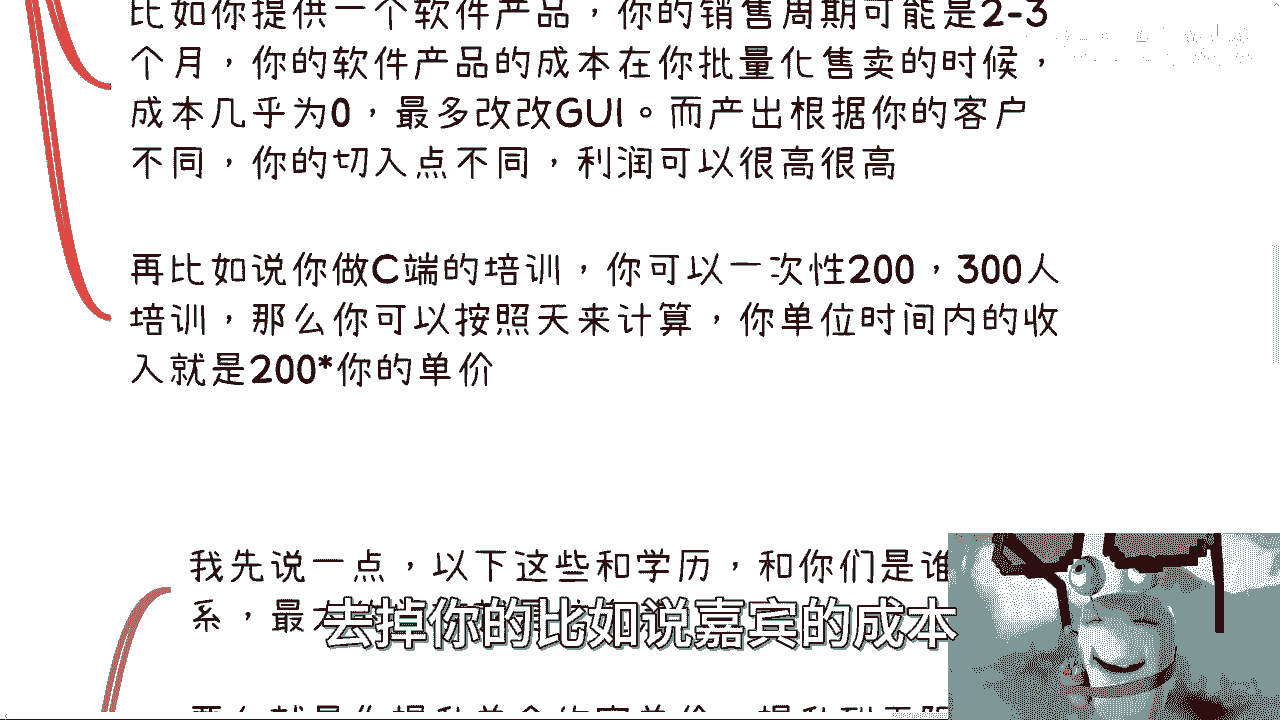 比如你提供一个软件产品，你的销售周期可能是2-3
个月，你的软件产品的成本在你批量化售卖的时候，
成本几乎为0，最多改改GUI。而产出根据你的客户
不同，你的切入点不同，利润可以很高很高
再比如说你做C端的培训，你可以一次性200，300人
培训，那么你可以按照天来计算，你单位时间内的收
入就是200*你的单价
我先说一点，以下这些和学历，和你们是谁
系，最
去掉你的比如说嘉宾的成本